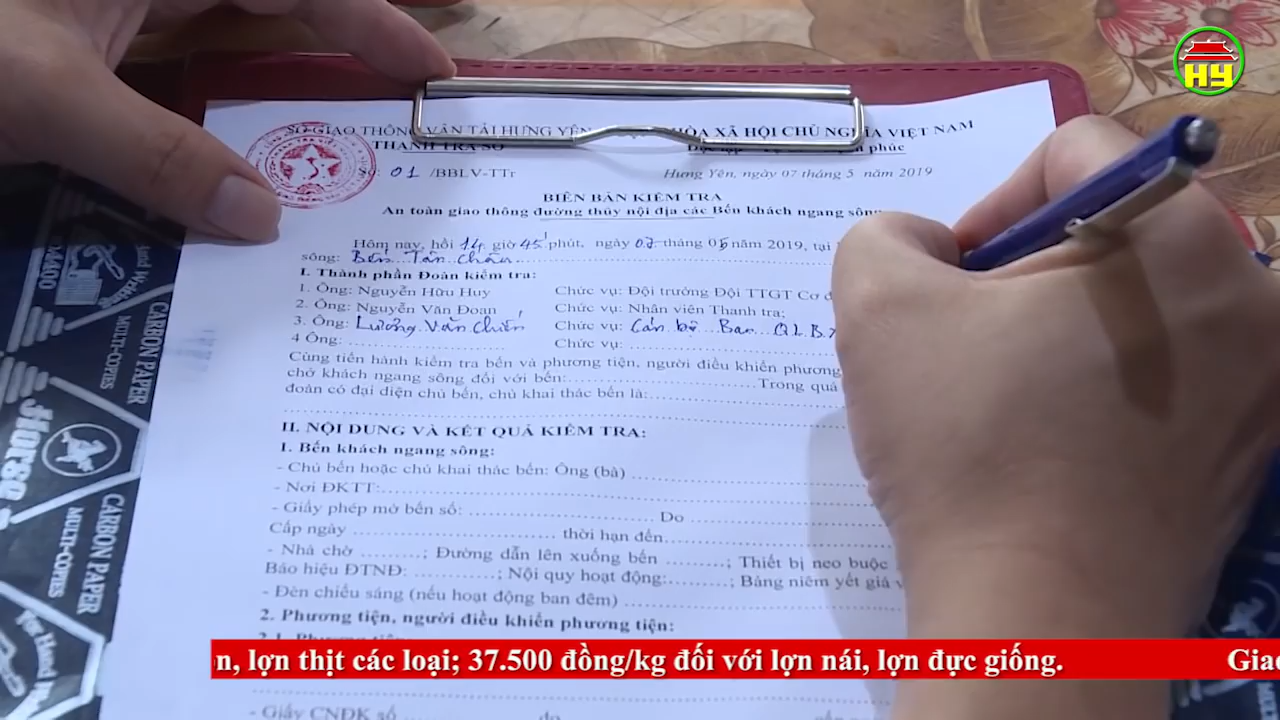 HY
SỞ GIAO THÔNG VẬN TẢI HƯNG YÊN HÒA XÃ HỘI CHỦ NGHĨA VIỆT NAM
THANH TRA SỞ phúc
01 /BBLV-TTr Hưng Yên, ngày 07 tháng 5 năm 2019
BIÊN BẢN KIỂM TRA
An toàn giao thông đường thủy nội địa các Bến khách ngang sông
Hôm nay, hồi 14 giờ 45 phút, ngày 07 tháng 05 năm 2019, tại
sông: Bến Tân Châu
I. Thành phần Đoàn kiểm tra:
1. Ông: Nguyễn Hữu Huy Chức vụ: Đội trưởng Đội TTGT Cơ
2. Ông: Nguyễn Văn Đoan Chức vụ: Nhân viên Thanh tra;
3. Ông: Lương Văn Chiến Chức vụ: Cán bộ Ban QLB
4 Ông: ........ Chức vụ: ........
Cùng tiến hành kiểm tra bến và phương tiện, người điều khiển phương
chở khách ngang sông đối với bến:........Trong quá
đoàn có đại diện chủ bến, chủ khai thác bến là:........
II. NỘI DUNG VÀ KẾT QUẢ KIỂM TRA:
1. Bến khách ngang sông:
- Chủ bến hoặc chủ khai thác bến: Ông (bà) ........
- Nơi ĐKTT:........
- Giấy phép mở bến số: ........ Do ........
Cấp ngày ........ thời hạn đến........
- Nhà chờ ........; Đường dẫn lên xuống bến ........; Thiết bị neo buộc
Báo hiệu ĐTNĐ: ........; Nội quy hoạt động:........; Bảng niêm yết giá
- Đèn chiếu sáng (nếu hoạt động ban đêm) ........
2. Phương tiện, người điều khiển phương tiện:
2.1. Phương tiện
lợn thịt các loại; 37.500 đồng/kg đối với lợn nái, lợn đực giống. Giao
- Giấy CNĐK số ........ do
CARBON PAPER
MULTI-COPIES
Horse
CARBON PAPER
MULTI-COPIES